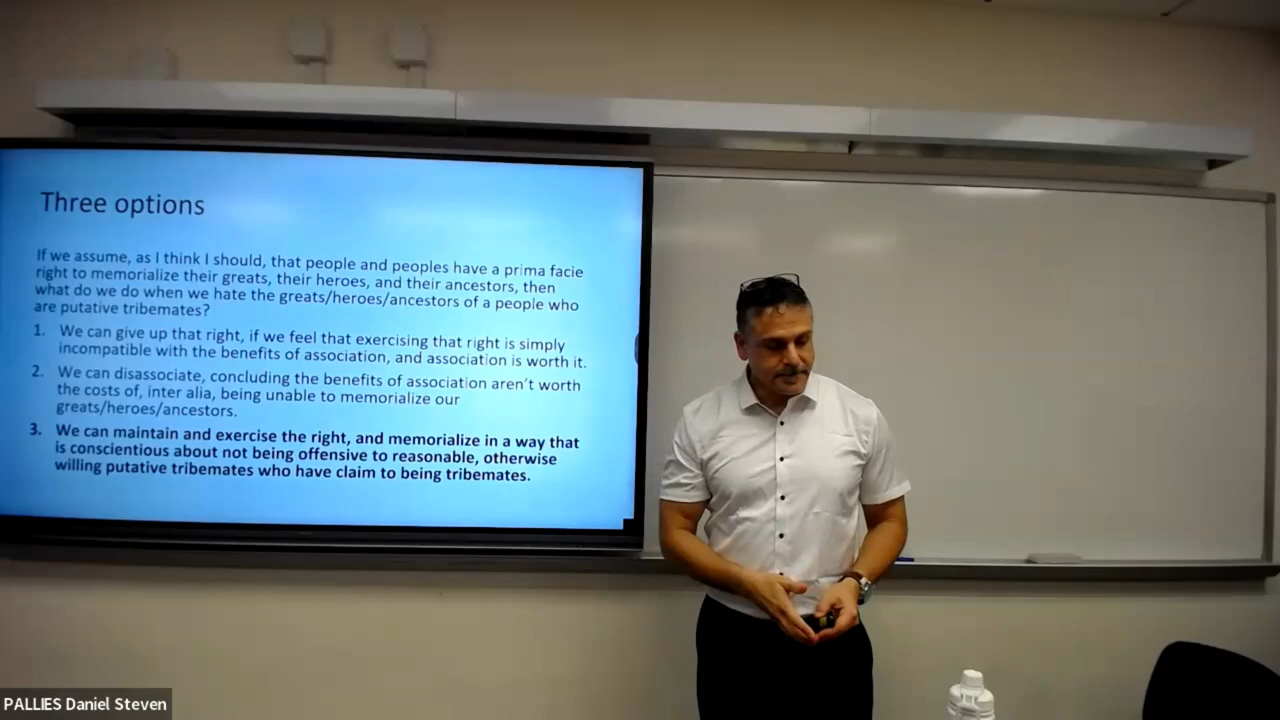 Three options
If we assume, as I think I should, that people and peoples have a prima facie
right to memorialize their greats, their heroes, and their ancestors, then
what do we do when we hate the greats/heroes/ancestors of a people who
are putative tribemates?
1. We can give up that right, if we feel that exercising that right is simply
incompatible with the benefits of association, and association is worth it.
2. We can disassociate, concluding the benefits of association aren't worth
the costs of, inter alia, being unable to memorialize our
greats/heroes/ancestors.
3. We can maintain and exercise the right, and memorialize in a way that
is conscientious about not being offensive to reasonable, otherwise
willing putative tribemates who have claim to being tribemates.
PALLIES Daniel Steven